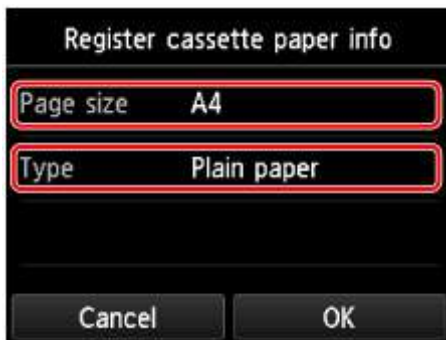 Register cassette paper info
Page size A4
Type Plain paper
Cancel OK